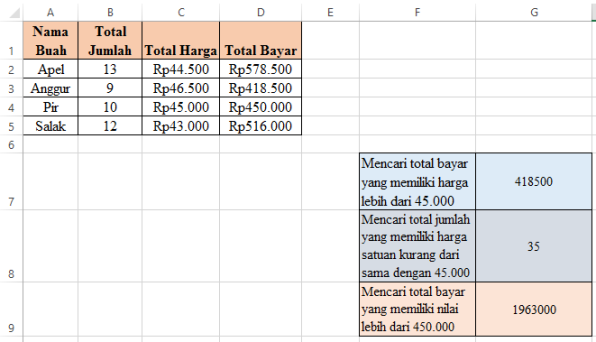 A B C D E F G
1 Nama Buah Total Jumlah Total Harga Total Bayar
2 Apel 13 Rp44.500 Rp578.500
3 Anggur 9 Rp46.500 Rp418.500
4 Pir 10 Rp45.000 Rp450.000
5 Salak 12 Rp43.000 Rp516.000
6
Mencari total bayar
yang memiliki harga 418500
7 lebih dari 45.000
Mencari total jumlah
yang memiliki harga
satuan kurang dari 35
8 sama dengan 45.000
Mencari total bayar
yang memiliki nilai 1963000
9 lebih dari 450.000